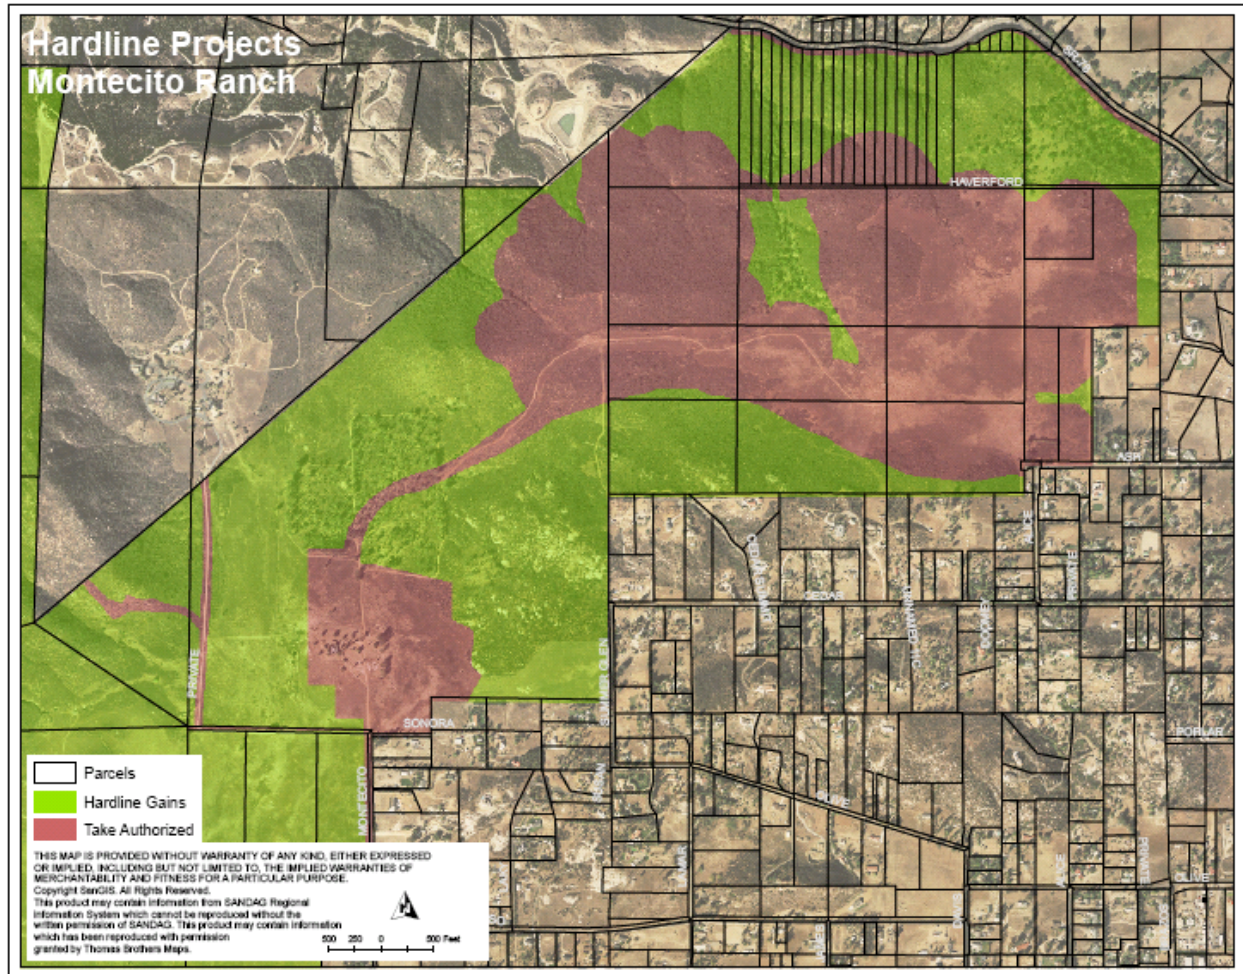 Hardline Projects
Montecito Ranch
HAVERFORD
ASH
ALICE
CEDAR
SUMMER GLEN
PRIVATE
SONORA
MONTECITO
POPLAR
OLIVE
PRIVATE
Parcels
Hardline Gains
Take Authorized
THIS MAP IS PROVIDED WITHOUT WARRANTY OF ANY KIND, EITHER EXPRESSED
OR IMPLIED, INCLUDING BUT NOT LIMITED TO, THE IMPLIED WARRANTIES OF
MERCHANTABILITY AND FITNESS FOR A PARTICULAR PURPOSE.
Copyright SanGIS. All Rights Reserved.
This product may contain information from SANDAG Regional
Information System which cannot be reproduced without the
written permission of SANDAG. This product may contain information
which has been reproduced with permission
granted by Thomas Brothers Maps.
500 250 0 500 Feet